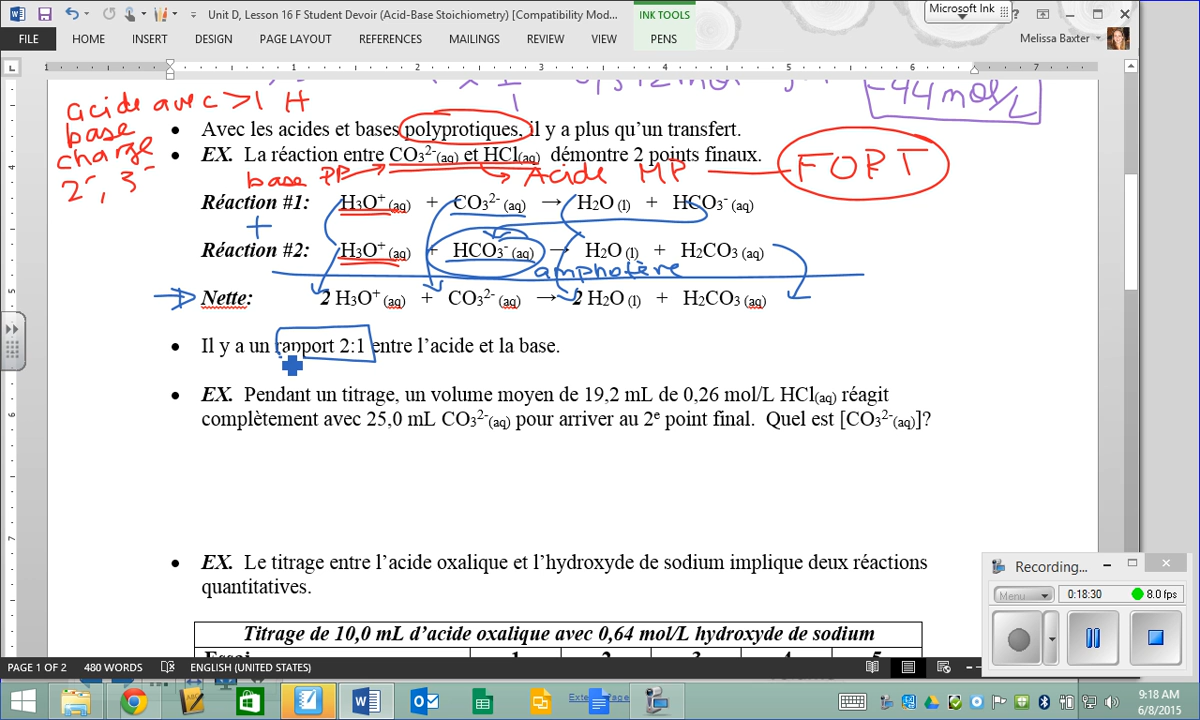 Unit D, Lesson 16 F Student Devoir (Acid-Base Stoichiometry) [Compatibility Mod...
INK TOOLS
Microsoft Ink
FILE HOME INSERT DESIGN PAGE LAYOUT REFERENCES MAILINGS REVIEW VIEW PENS
Melissa Baxter
44 mol/L
acide avec >1 H
base
charge
2-, 3-
• Avec les acides et bases polyprotiques, il y a plus qu'un transfert.
• EX. La réaction entre CO₃²⁻(aq) et HCl(aq) démontre 2 points finaux.
FORT
base PP Acide MP
Réaction #1: H₃O⁺(aq) + CO₃²⁻(aq) → H₂O(l) + HCO₃⁻(aq)
+
Réaction #2: H₃O⁺(aq) + HCO₃⁻(aq) → H₂O(l) + H₂CO₃(aq)
amphotère
Nette: 2 H₃O⁺(aq) + CO₃²⁻(aq) → 2 H₂O(l) + H₂CO₃(aq)
• Il y a un rapport 2:1 entre l'acide et la base.
• EX. Pendant un titrage, un volume moyen de 19,2 mL de 0,26 mol/L HCl(aq) réagit
complètement avec 25,0 mL CO₃²⁻(aq) pour arriver au 2ᵉ point final. Quel est [CO₃²⁻(aq)]?
• EX. Le titrage entre l'acide oxalique et l'hydroxyde de sodium implique deux réactions
quantitatives.
Titrage de 10,0 mL d'acide oxalique avec 0,64 mol/L hydroxyde de sodium
Essai 1 2 3 4 5
Recording...
Menu 0:18:30 8.0 fps
PAGE 1 OF 2 480 WORDS ENGLISH (UNITED STATES)
9:18 AM
6/8/2015